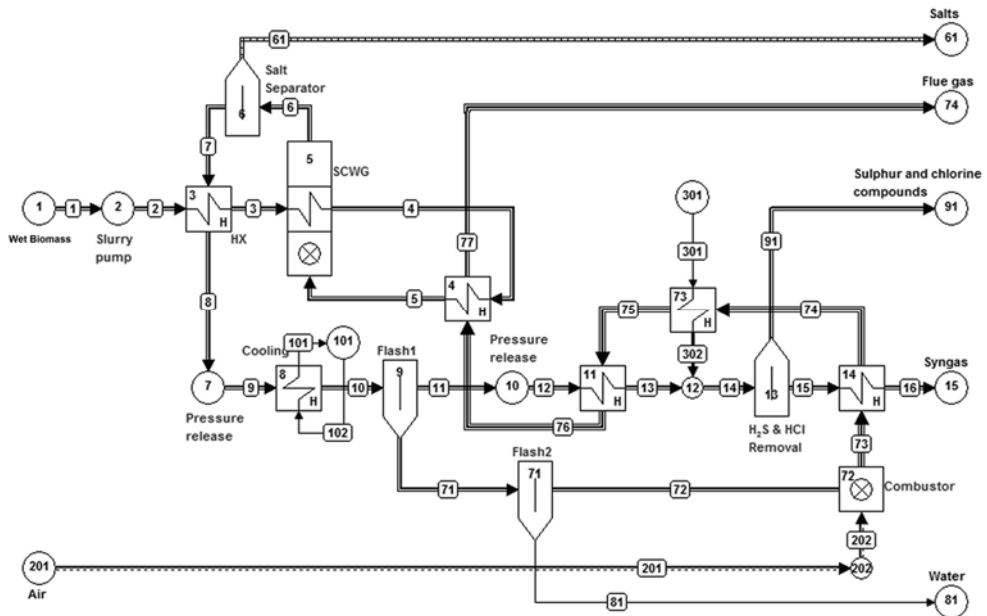 Salts
61
61
Salt
Separator
6
6
Flue gas
74
7
5
SCWG
Sulphur and chlorine
compounds
91
1
1
2
2
3
H
HX
3
4
301
Wet Biomass
Slurry
pump
77
301
91
8
5
4
H
75
73
H
74
Pressure
release
302
Cooling
101
101
Flash1
Syngas
7
9
8
H
10
9
11
10
12
11
H
13
12
14
13
15
14
H
16
15
Pressure
release
102
76
H2S & HCl
Removal
73
Flash2
71
71
72
72
Combustor
202
201
201
202
Air
Water
81
81